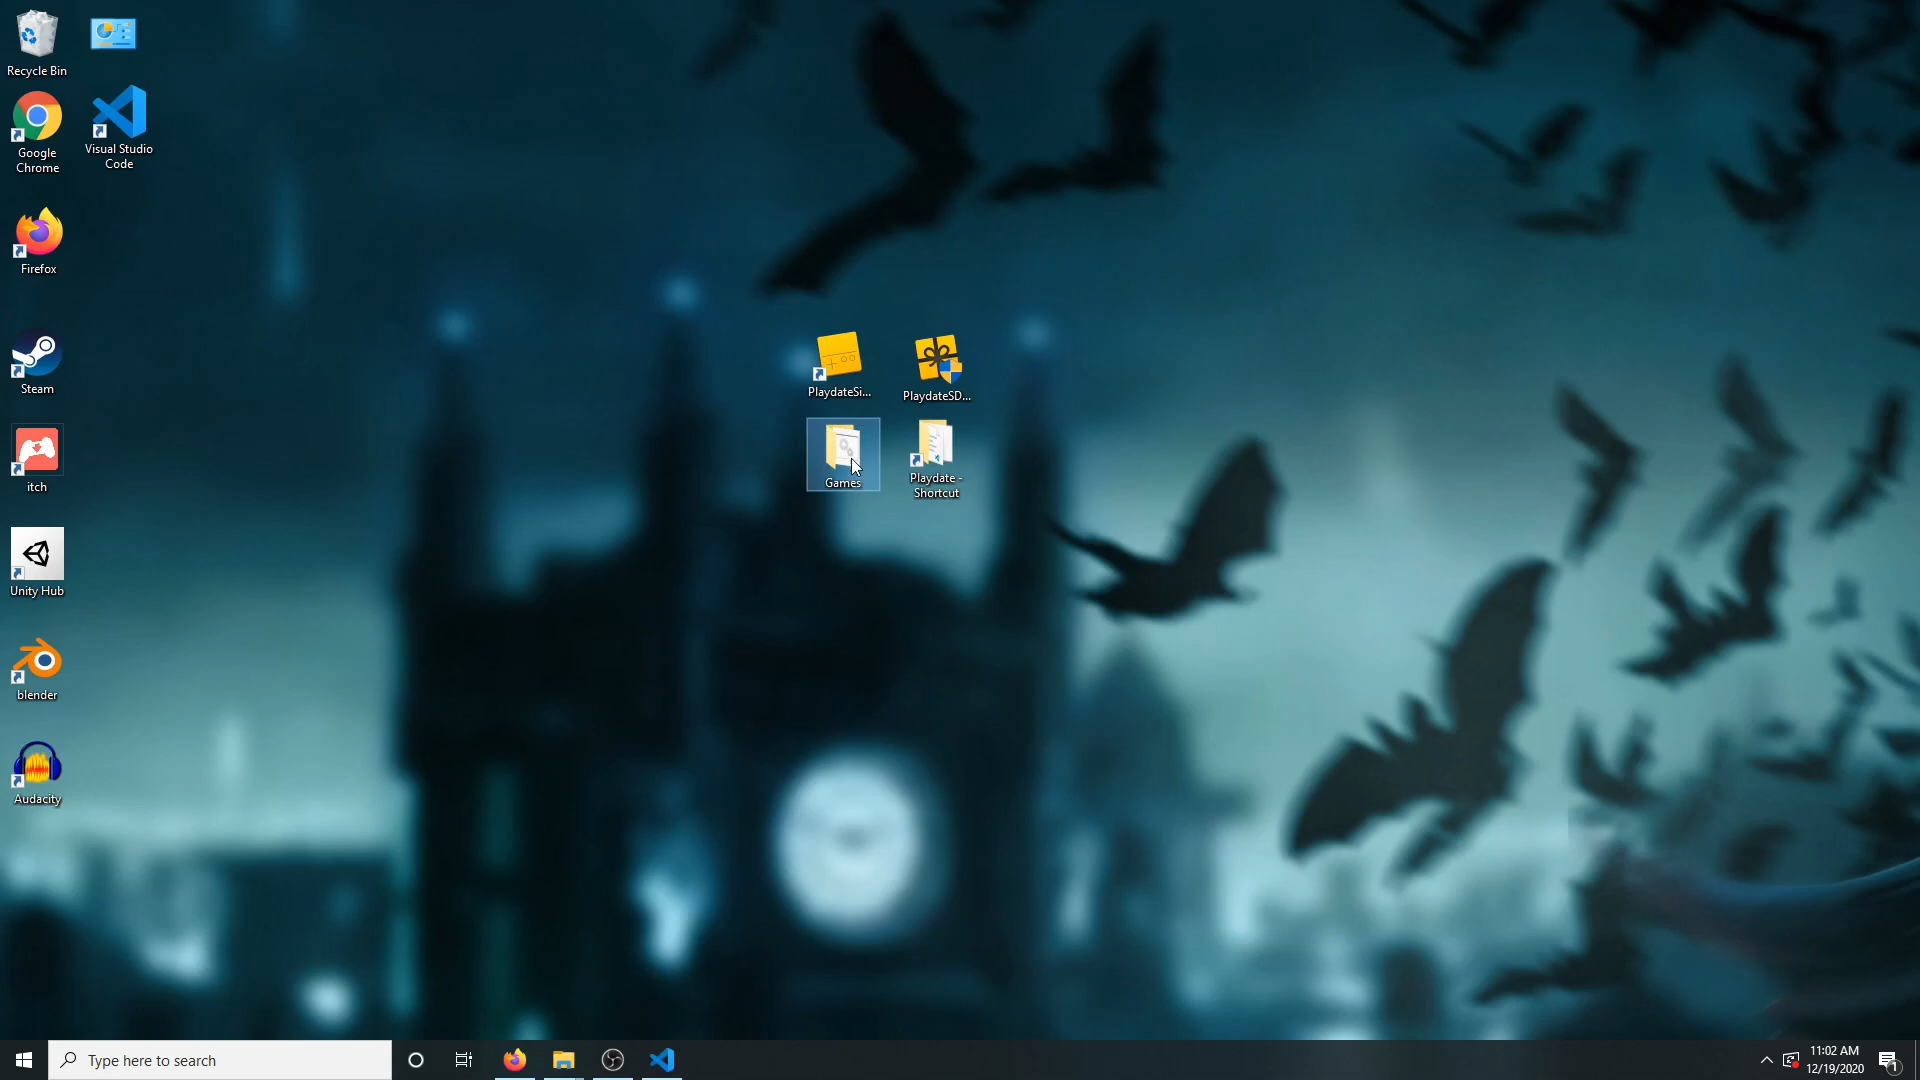 Recycle Bin
Google
Chrome
Visual Studio
Code
Firefox
Steam
itch
Unity Hub
blender
Audacity
PlaydateSi...
PlaydateSD...
Games
Playdate -
Shortcut
Type here to search
11:02 AM
12/19/2020
1